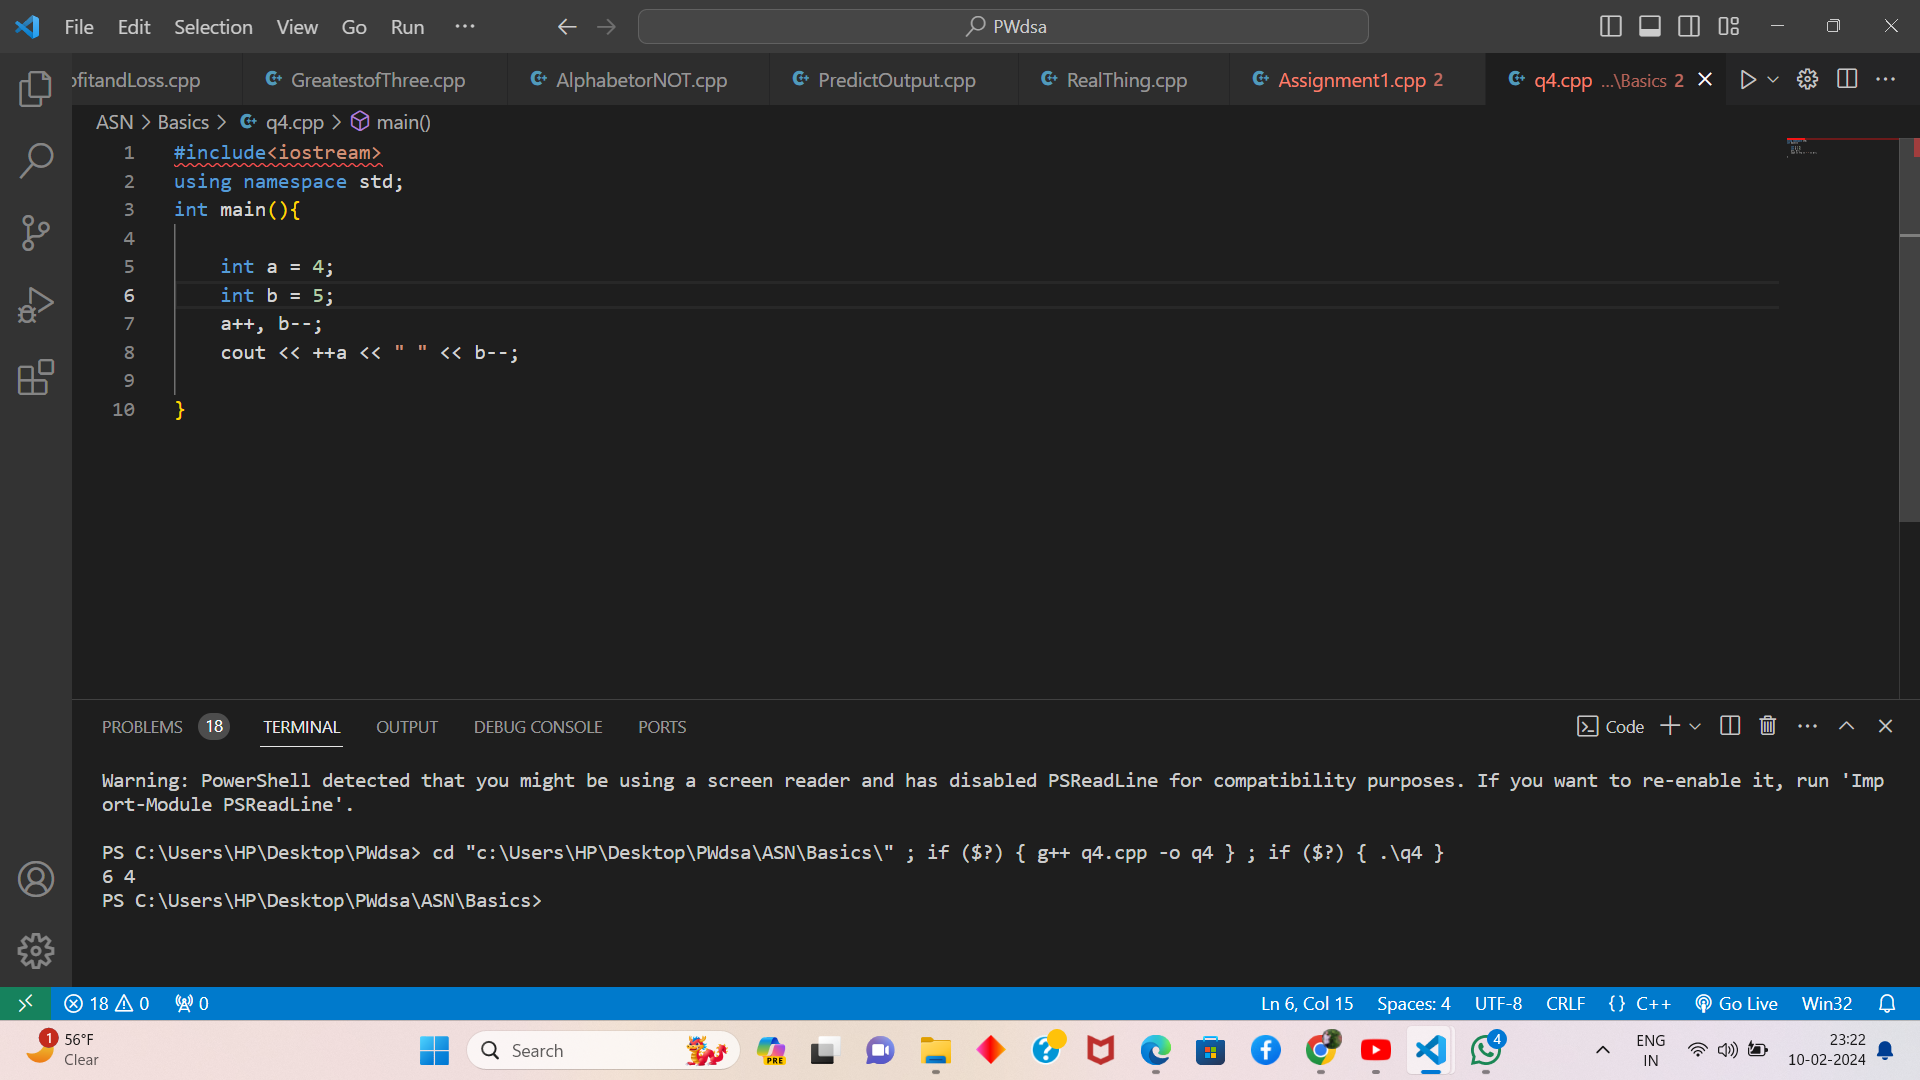 File Edit Selection View Go Run ··· PWdsa
ofitandLoss.cpp GreatestofThree.cpp AlphabetorNOT.cpp PredictOutput.cpp RealThing.cpp Assignment1.cpp 2 q4.cpp ...\Basics 2
ASN > Basics > q4.cpp > main()
1 #include<iostream>
2 using namespace std;
3 int main(){
4
5 int a = 4;
6 int b = 5;
7 a++, b--;
8 cout << ++a << " " << b--;
9
10 }
PROBLEMS 18 TERMINAL OUTPUT DEBUG CONSOLE PORTS Code
Warning: PowerShell detected that you might be using a screen reader and has disabled PSReadLine for compatibility purposes. If you want to re-enable it, run 'Imp
ort-Module PSReadLine'.
PS C:\Users\HP\Desktop\PWdsa> cd "c:\Users\HP\Desktop\PWdsa\ASN\Basics\" ; if ($?) { g++ q4.cpp -o q4 } ; if ($?) { .\q4 }
6 4
PS C:\Users\HP\Desktop\PWdsa\ASN\Basics>
18 0 0 Ln 6, Col 15 Spaces: 4 UTF-8 CRLF {} C++ Go Live Win32
1 56°F
Clear
Search
PRE
4
ENG
IN
23:22
10-02-2024